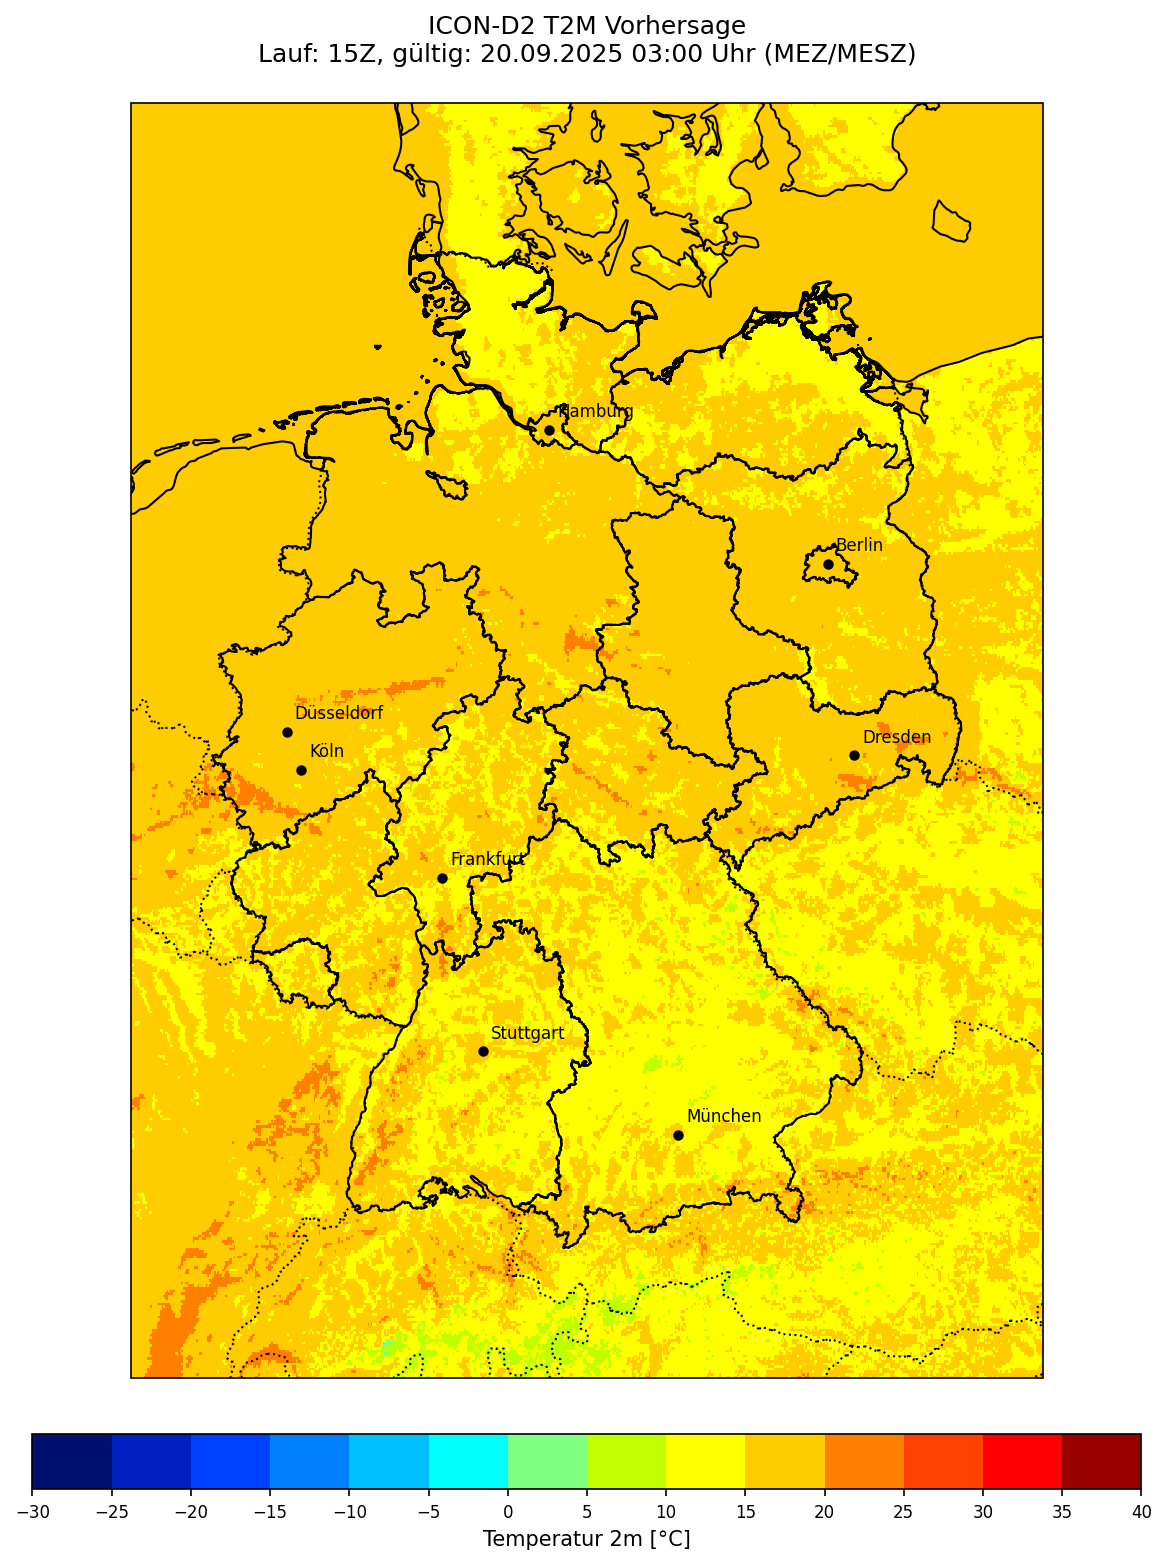 ICON-D2 T2M Vorhersage
Lauf: 15Z, gültig: 20.09.2025 03:00 Uhr (MEZ/MESZ)
Hamburg
Berlin
Düsseldorf
Dresden
Köln
Frankfurt
Stuttgart
München
−30 −25 −20 −15 −10 −5 0 5 10 15 20 25 30 35 40
Temperatur 2m [°C]